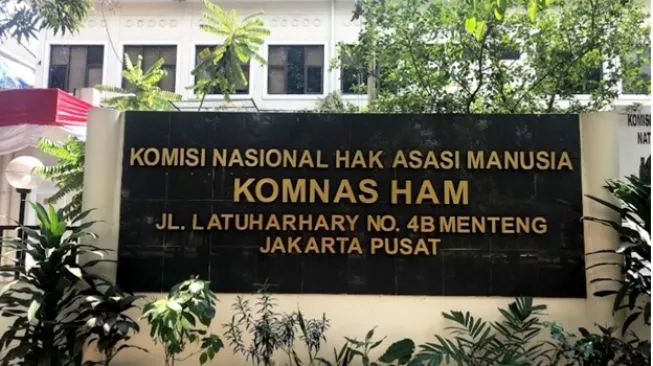 KOMISI NASIONAL HAK ASASI MANUSIA
KOMNAS HAM
JL. LATUHARHARY NO. 4B MENTENG
JAKARTA PUSAT